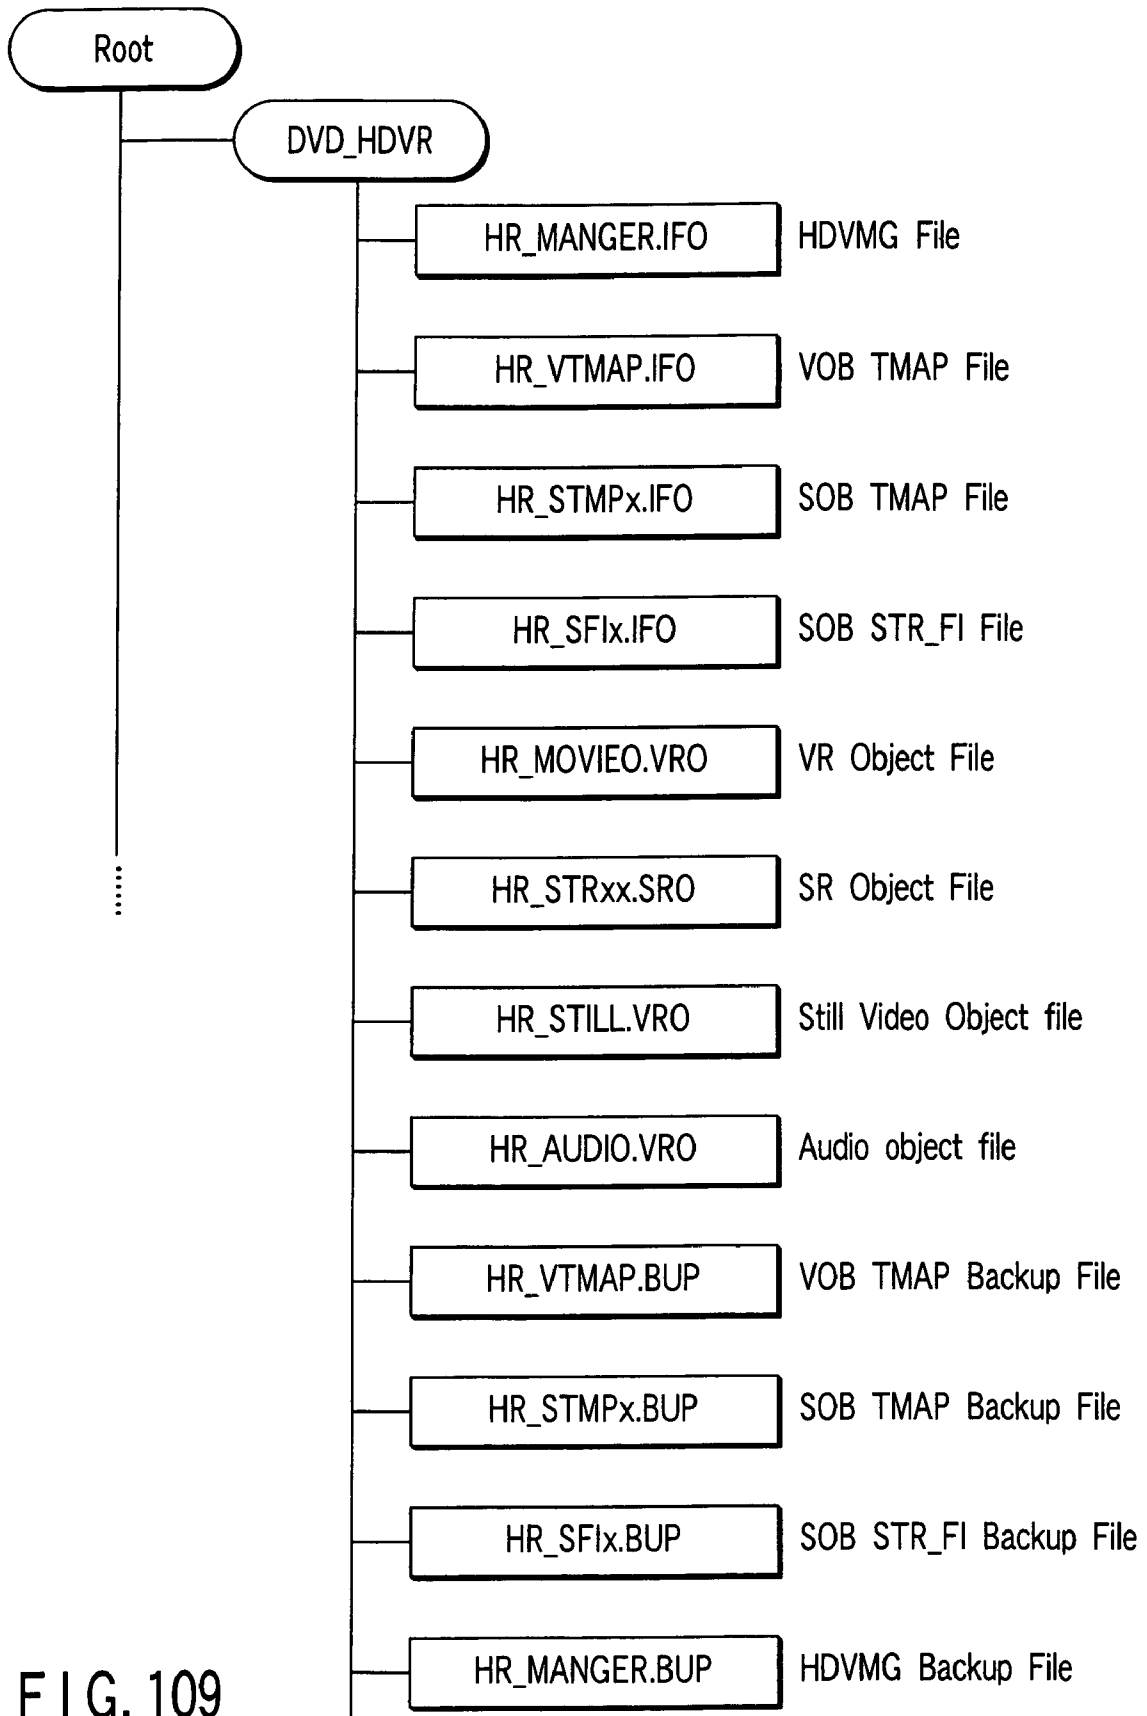 Root
DVD_HDVR
HR_MANGER.IFO HDVMG File
HR_VTMAP.IFO VOB TMAP File
HR_STMPx.IFO SOB TMAP File
HR_SFIx.IFO SOB STR_FI File
HR_MOVIEO.VRO VR Object File
HR_STRxx.SRO SR Object File
HR_STILL.VRO Still Video Object file
HR_AUDIO.VRO Audio object file
HR_VTMAP.BUP VOB TMAP Backup File
HR_STMPx.BUP SOB TMAP Backup File
HR_SFIx.BUP SOB STR_FI Backup File
HR_MANGER.BUP HDVMG Backup File
FIG. 109